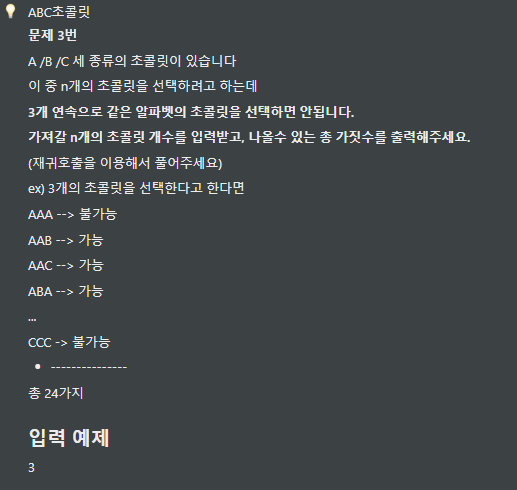 ABC초콜릿
문제 3번
A /B /C 세 종류의 초콜릿이 있습니다
이 중 n개의 초콜릿을 선택하려고 하는데
3개 연속으로 같은 알파벳의 초콜릿을 선택하면 안됩니다.
가져갈 n개의 초콜릿 개수를 입력받고, 나올수 있는 총 가짓수를 출력해주세요.
(재귀호출을 이용해서 풀어주세요)
ex) 3개의 초콜릿을 선택한다고 한다면
AAA --> 불가능
AAB --> 가능
AAC --> 가능
ABA --> 가능
...
CCC -> 불가능
• ---------------
총 24가지
입력 예제
3